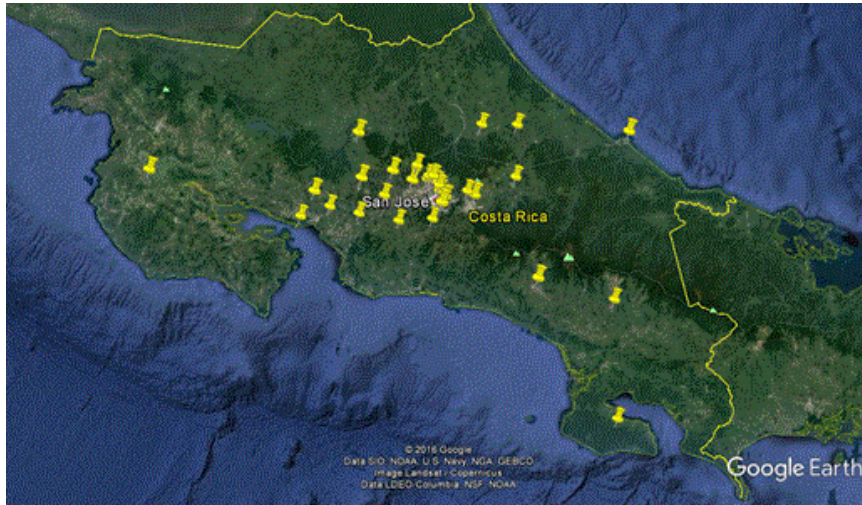 San Jose
Costa Rica
© 2016 Google
Data SIO, NOAA, U.S. Navy, NGA, GEBCO
Image Landsat / Copernicus
Data LDEO-Columbia, NSF, NOAA
Google Earth